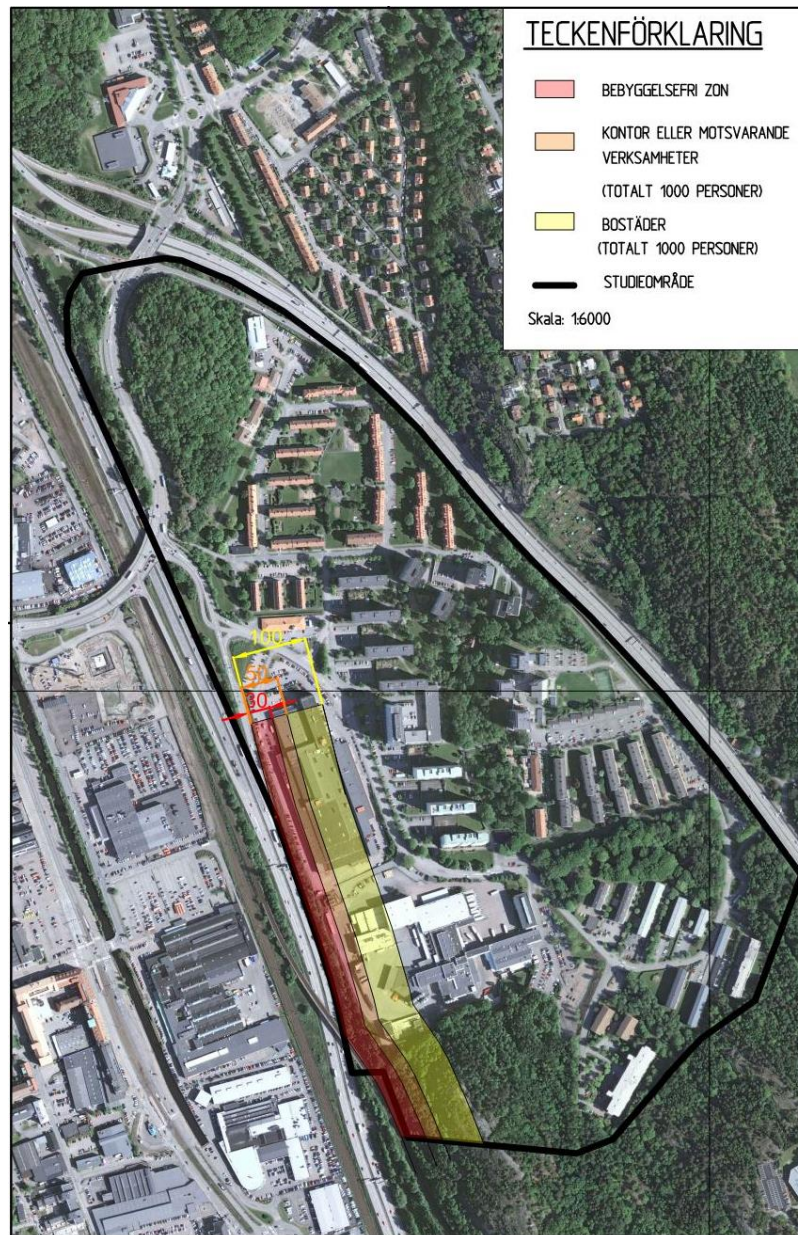 TECKENFÖRKLARING
BEBYGGELSEFRI ZON
KONTOR ELLER MOTSVARANDE
VERKSAMHETER
(TOTALT 1000 PERSONER)
BOSTÄDER
(TOTALT 1000 PERSONER)
STUDIEOMRÅDE
Skala: 1:6000
100
30